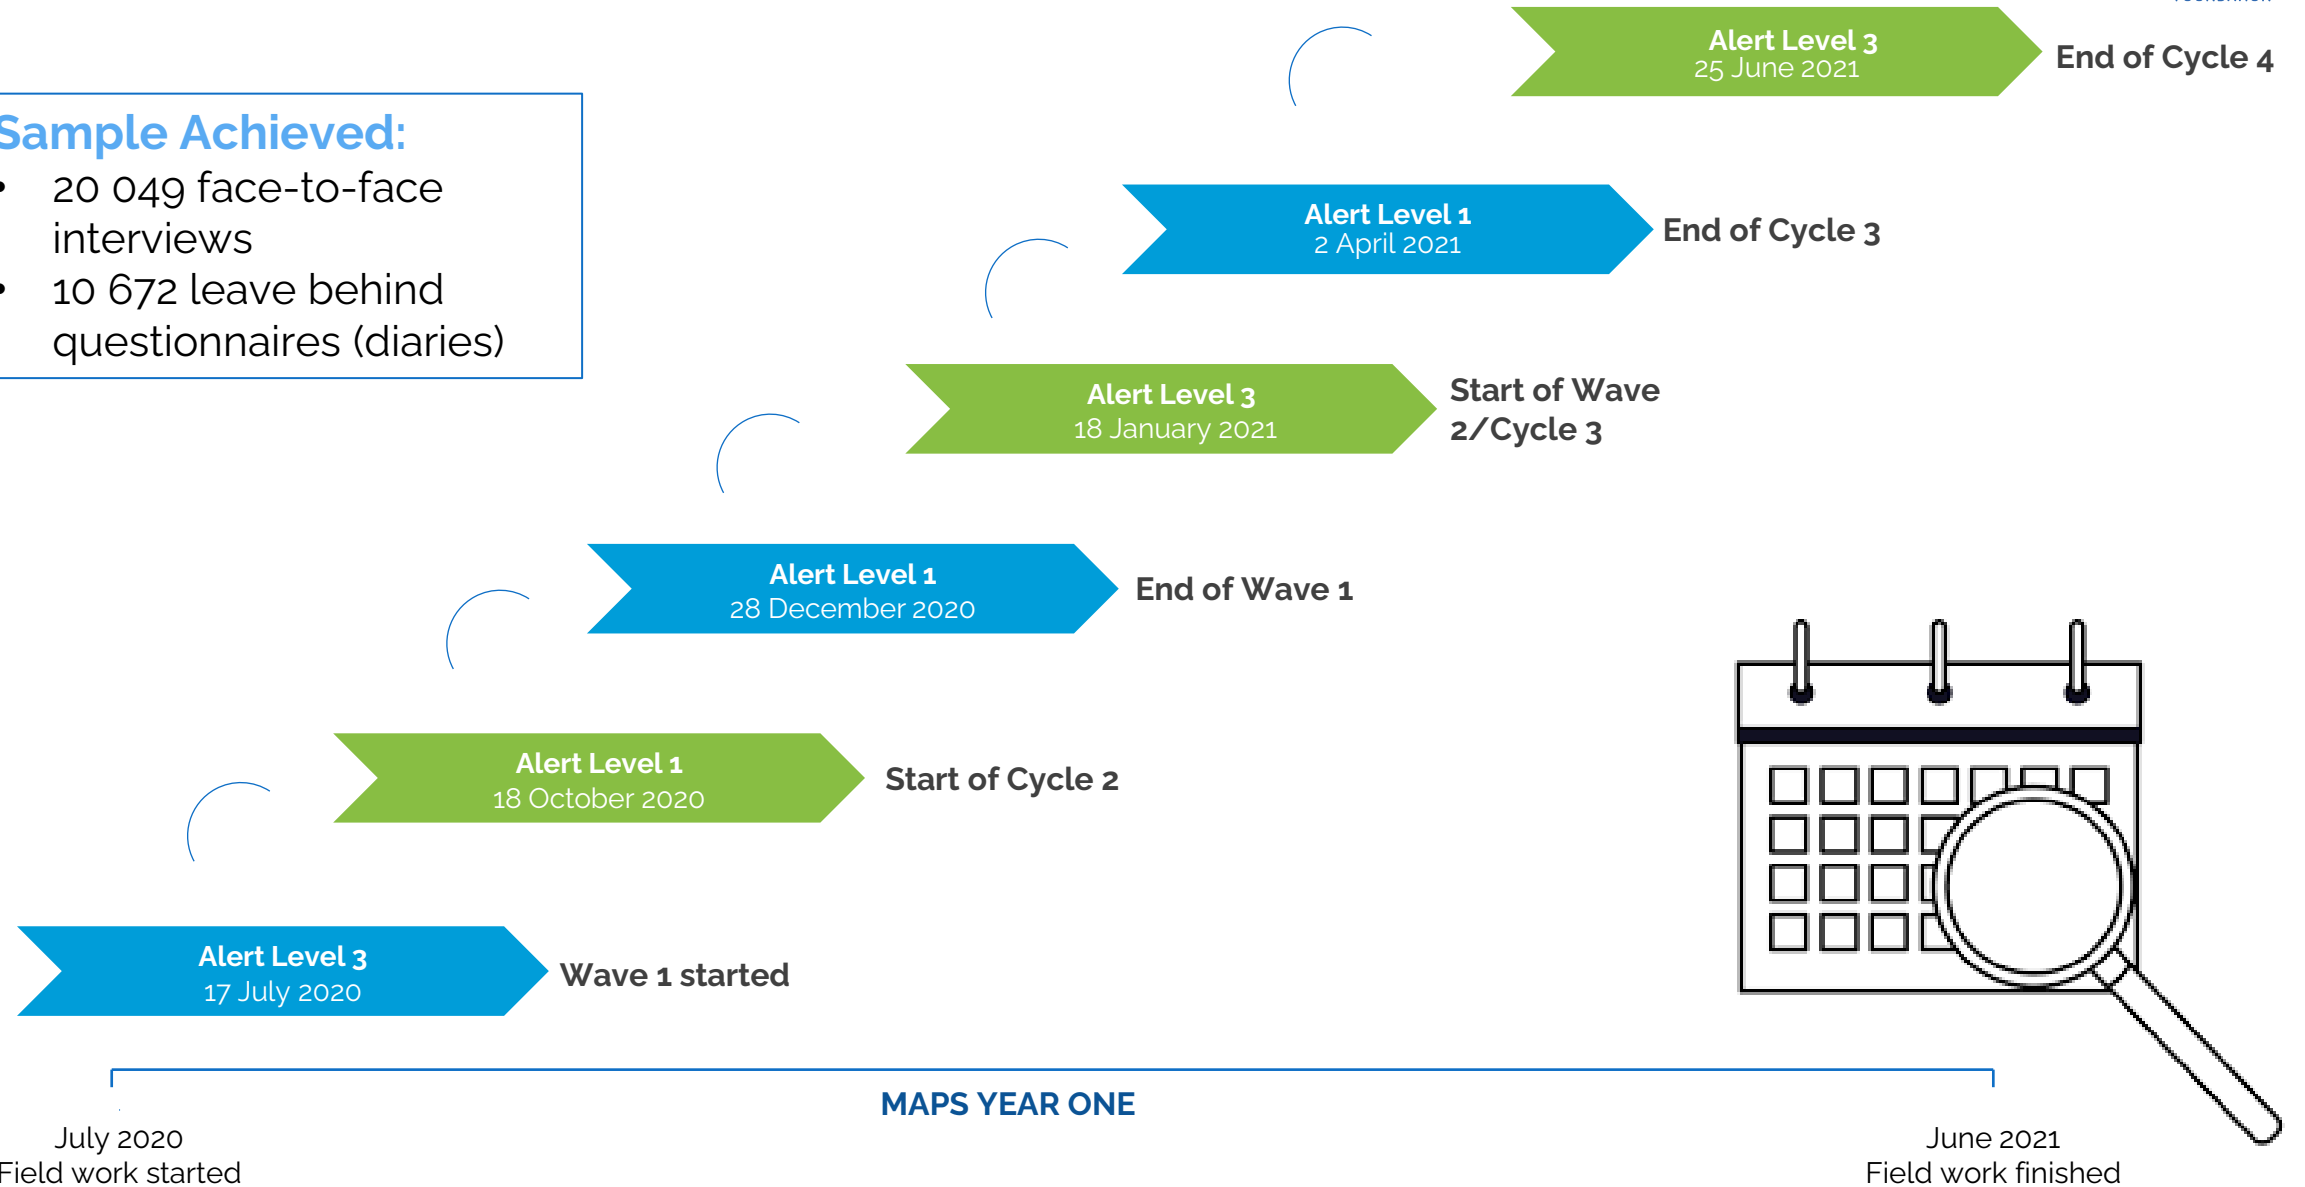 Alert Level 3
25 June 2021
End of Cycle 4
Sample Achieved:
• 20 049 face-to-face
interviews
• 10 672 leave behind
questionnaires (diaries)
Alert Level 1
2 April 2021
End of Cycle 3
Alert Level 3
18 January 2021
Start of Wave
2/Cycle 3
Alert Level 1
28 December 2020
End of Wave 1
Alert Level 1
18 October 2020
Start of Cycle 2
Alert Level 3
17 July 2020
Wave 1 started
MAPS YEAR ONE
July 2020
Field work started
June 2021
Field work finished